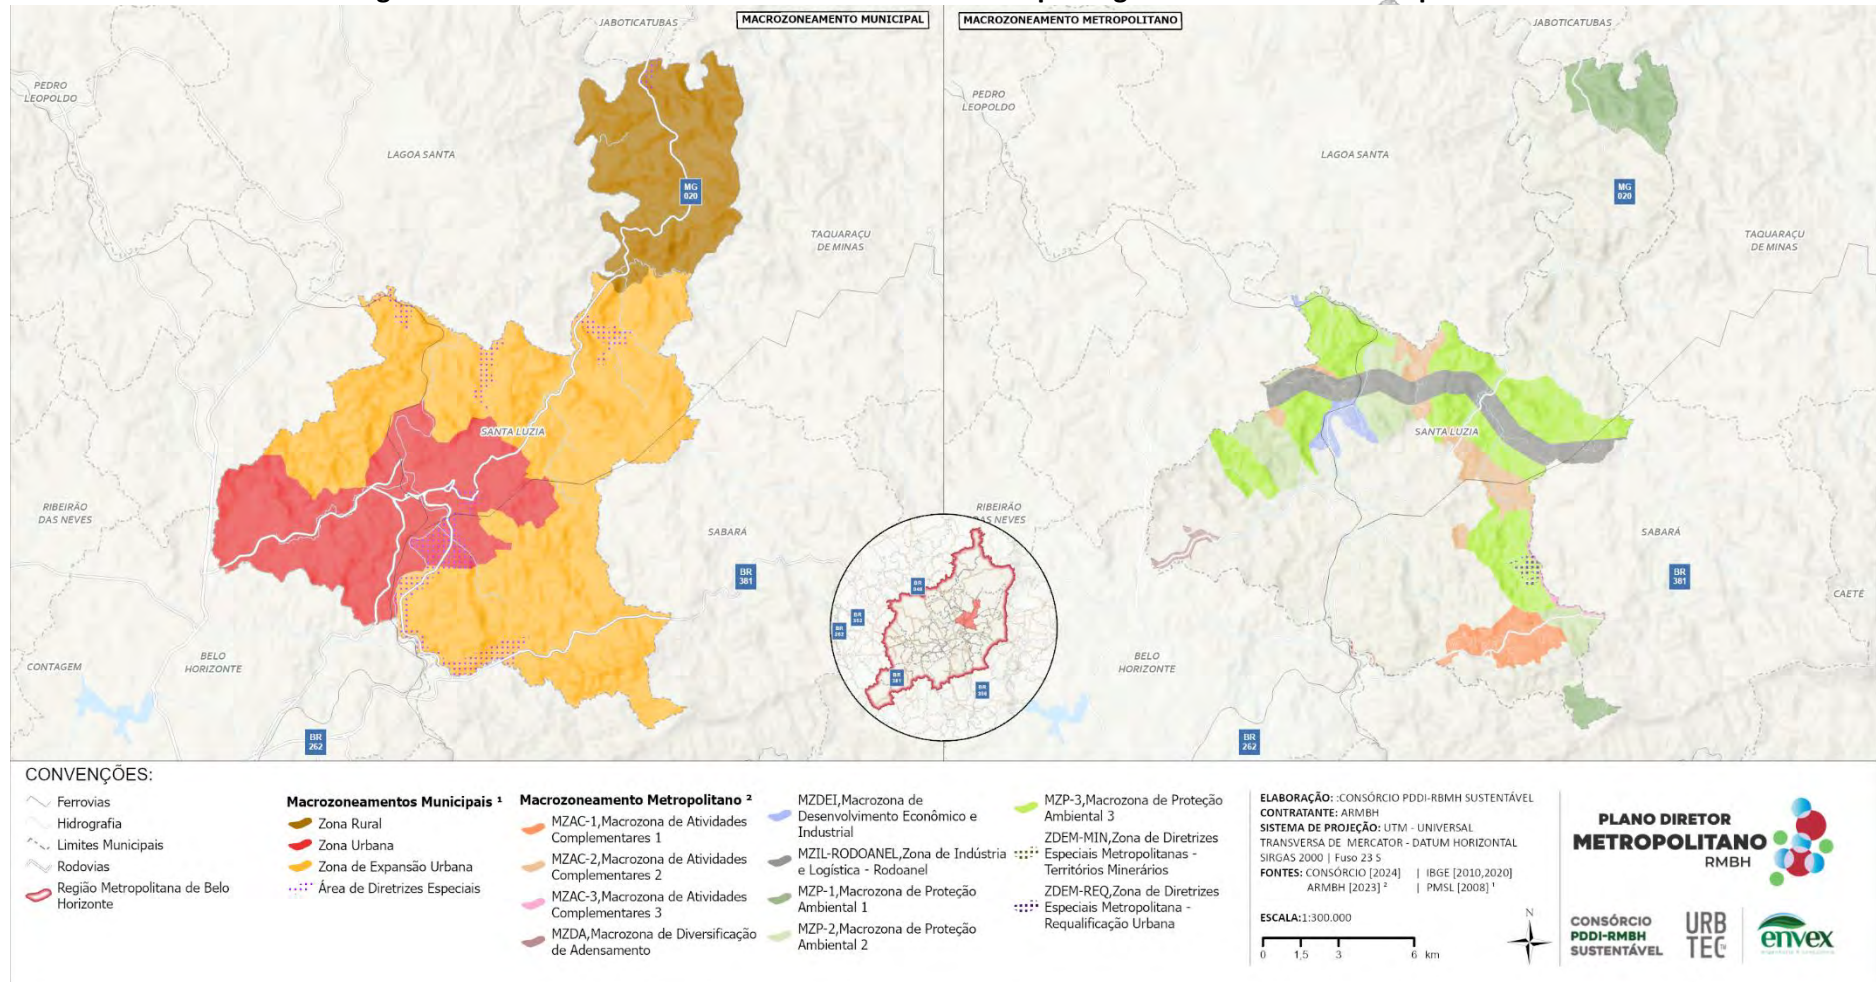 MACROZONEAMENTO MUNICIPAL
JABOTICATUBAS
PEDRO
LEOPOLDO
LAGOA SANTA
MG
020
TAQUARAÇU
DE MINAS
SANTA LUZIA
RIBEIRÃO
DAS NEVES
SABARÁ
BR
381
BELO
HORIZONTE
CONTAGEM
BR
262
MACROZONEAMENTO METROPOLITANO
JABOTICATUBAS
PEDRO
LEOPOLDO
LAGOA SANTA
MG
020
TAQUARAÇU
DE MINAS
SANTA LUZIA
RIBEIRÃO
DAS NEVES
SABARÁ
BR
381
CAETÉ
BELO
HORIZONTE
BR
262
CONVENÇÕES:
Ferrovias
Hidrografia
Limites Municipais
Rodovias
Região Metropolitana de Belo
Horizonte
Macrozoneamentos Municipais ¹
Zona Rural
Zona Urbana
Zona de Expansão Urbana
Área de Diretrizes Especiais
Macrozoneamento Metropolitano ²
MZAC-1,Macrozona de Atividades
Complementares 1
MZAC-2,Macrozona de Atividades
Complementares 2
MZAC-3,Macrozona de Atividades
Complementares 3
MZDA,Macrozona de Diversificação
de Adensamento
MZDEI,Macrozona de
Desenvolvimento Econômico e
Industrial
MZIL-RODOANEL,Zona de Indústria
e Logística - Rodoanel
MZP-1,Macrozona de Proteção
Ambiental 1
MZP-2,Macrozona de Proteção
Ambiental 2
MZP-3,Macrozona de Proteção
Ambiental 3
ZDEM-MIN,Zona de Diretrizes
Especiais Metropolitanas -
Territórios Minerários
ZDEM-REQ,Zona de Diretrizes
Especiais Metropolitana -
Requalificação Urbana
ELABORAÇÃO: :CONSÓRCIO PDDI-RBMH SUSTENTÁVEL
CONTRATANTE: ARMBH
SISTEMA DE PROJEÇÃO: UTM - UNIVERSAL
TRANSVERSA DE MERCATOR - DATUM HORIZONTAL
SIRGAS 2000 | Fuso 23 S
FONTES: CONSÓRCIO [2024] | IBGE [2010,2020]
ARMBH [2023] ² | PMSL [2008] ¹
ESCALA:1:300.000
0 1,5 3 6 km
N
PLANO DIRETOR
METROPOLITANO
RMBH
CONSÓRCIO
PDDI-RMBH
SUSTENTÁVEL
URB
TEC
envex